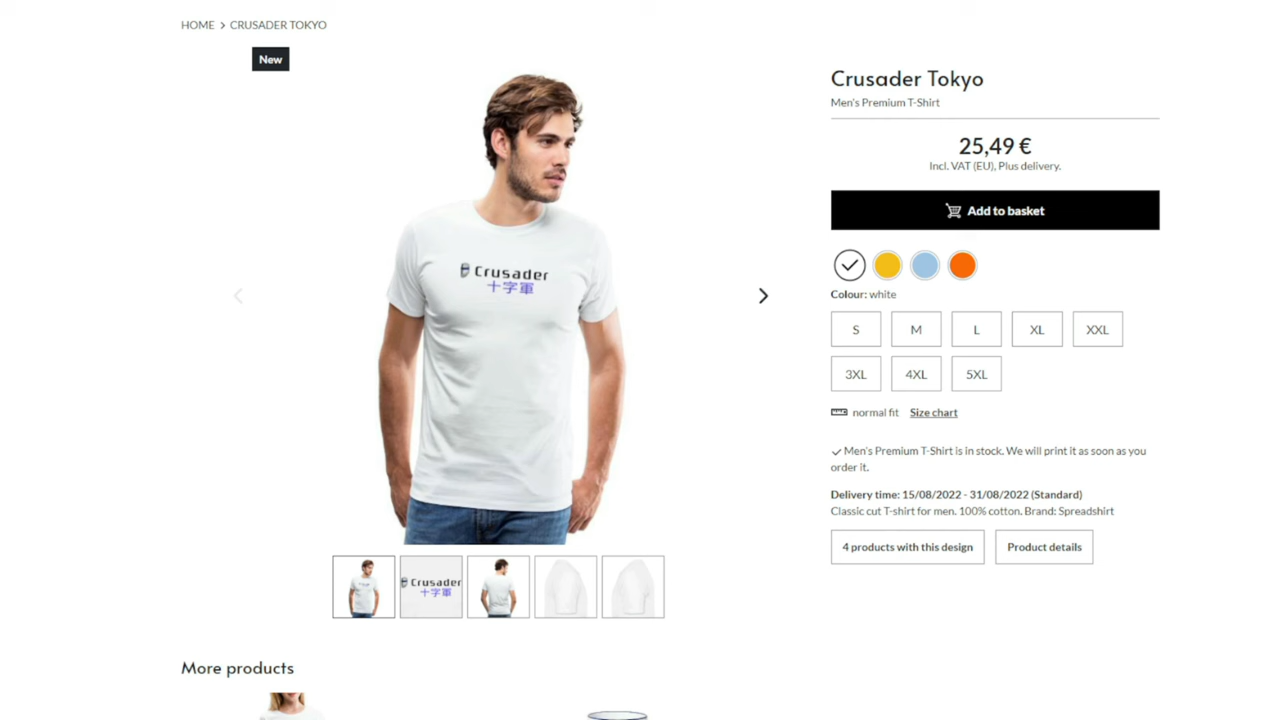 HOME > CRUSADER TOKYO
New
Crusader
十字軍
Crusader
十字軍
Crusader Tokyo
Men's Premium T-Shirt
25,49 €
Incl. VAT (EU), Plus delivery.
Add to basket
Colour: white
S M L XL XXL
3XL 4XL 5XL
normal fit Size chart
Men's Premium T-Shirt is in stock. We will print it as soon as you
order it.
Delivery time: 15/08/2022 - 31/08/2022 (Standard)
Classic cut T-shirt for men. 100% cotton. Brand: Spreadshirt
4 products with this design Product details
More products